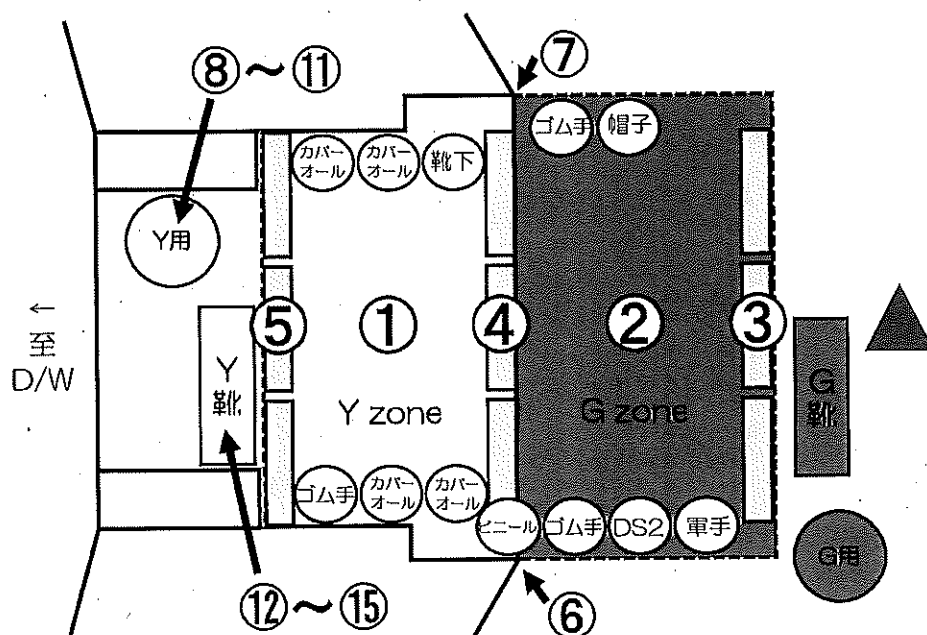 ⑧～⑪
⑦
カバー
オール
カバー
オール
靴下
ゴム手
帽子
Y用
←
至
D/W
⑤
①
④
②
③
Y
靴
Y zone
G zone
G
靴
ゴム手
カバー
オール
カバー
オール
ビニール
ゴム手
DS2
軍手
G用
⑫～⑮
⑥